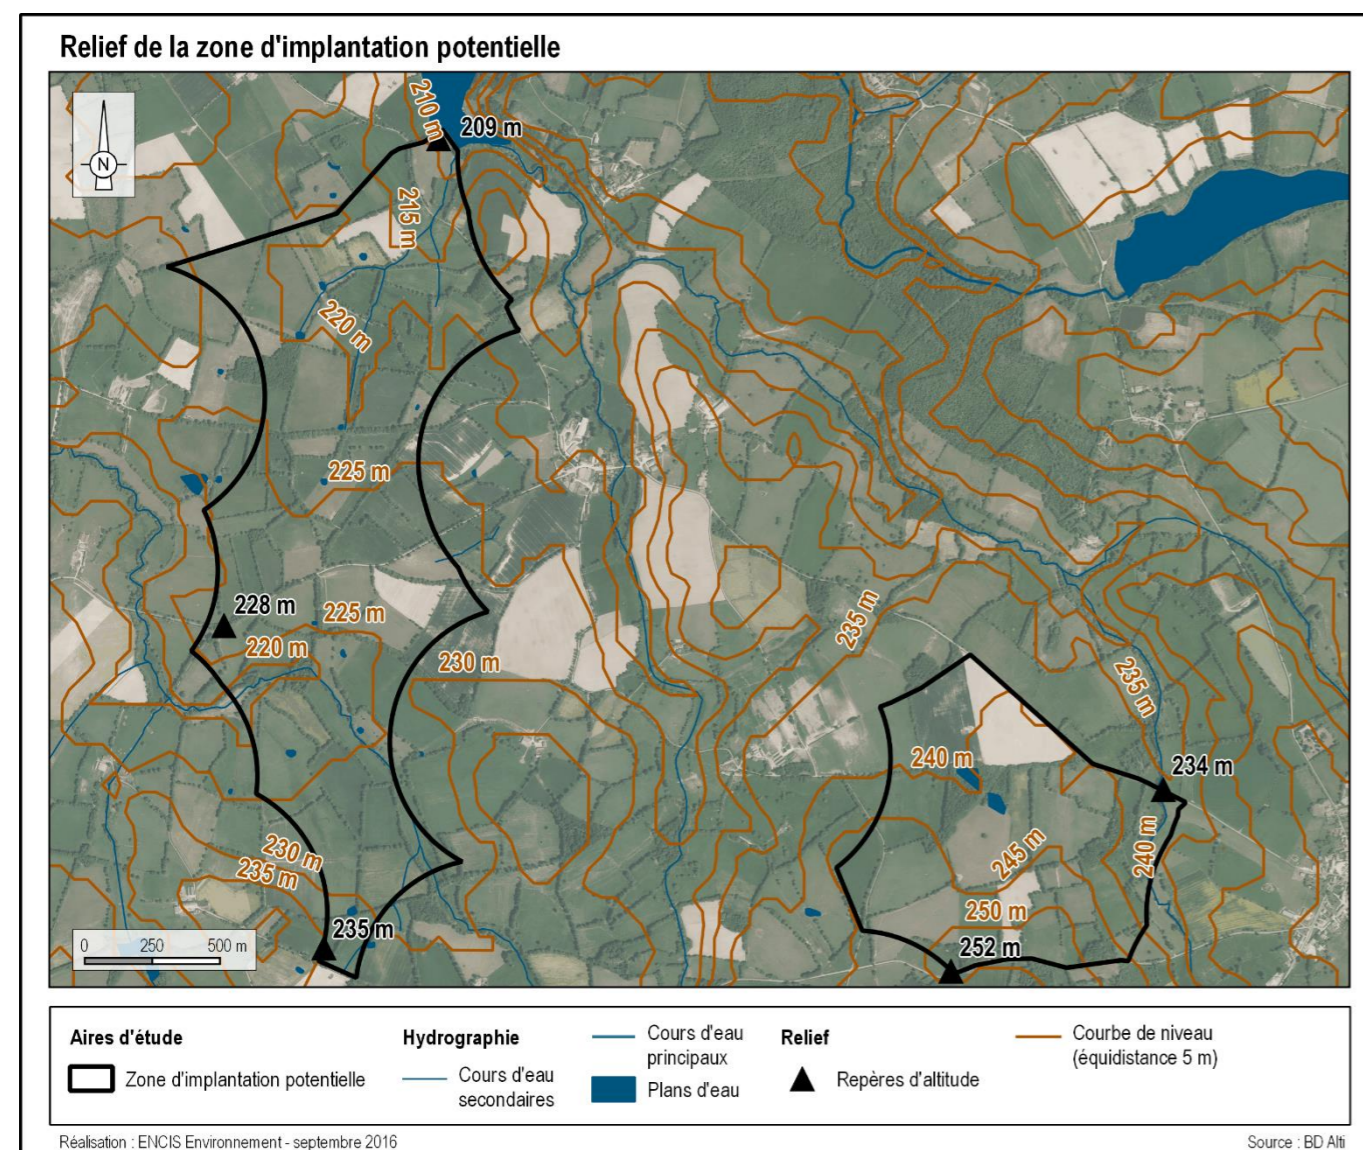 Relief de la zone d'implantation potentielle
N
210 m
209 m
215 m
220 m
225 m
228 m
225 m
220 m
230 m
235 m
235 m
240 m
234 m
230 m
235 m
245 m
240 m
250 m
235 m
252 m
0 250 500 m
Aires d'étude
Zone d'implantation potentielle
Hydrographie
Cours d'eau
secondaires
Cours d'eau
principaux
Plans d'eau
Relief
Repères d'altitude
Courbe de niveau
(équidistance 5 m)
Réalisation : ENCIS Environnement - septembre 2016
Source : BD Alti